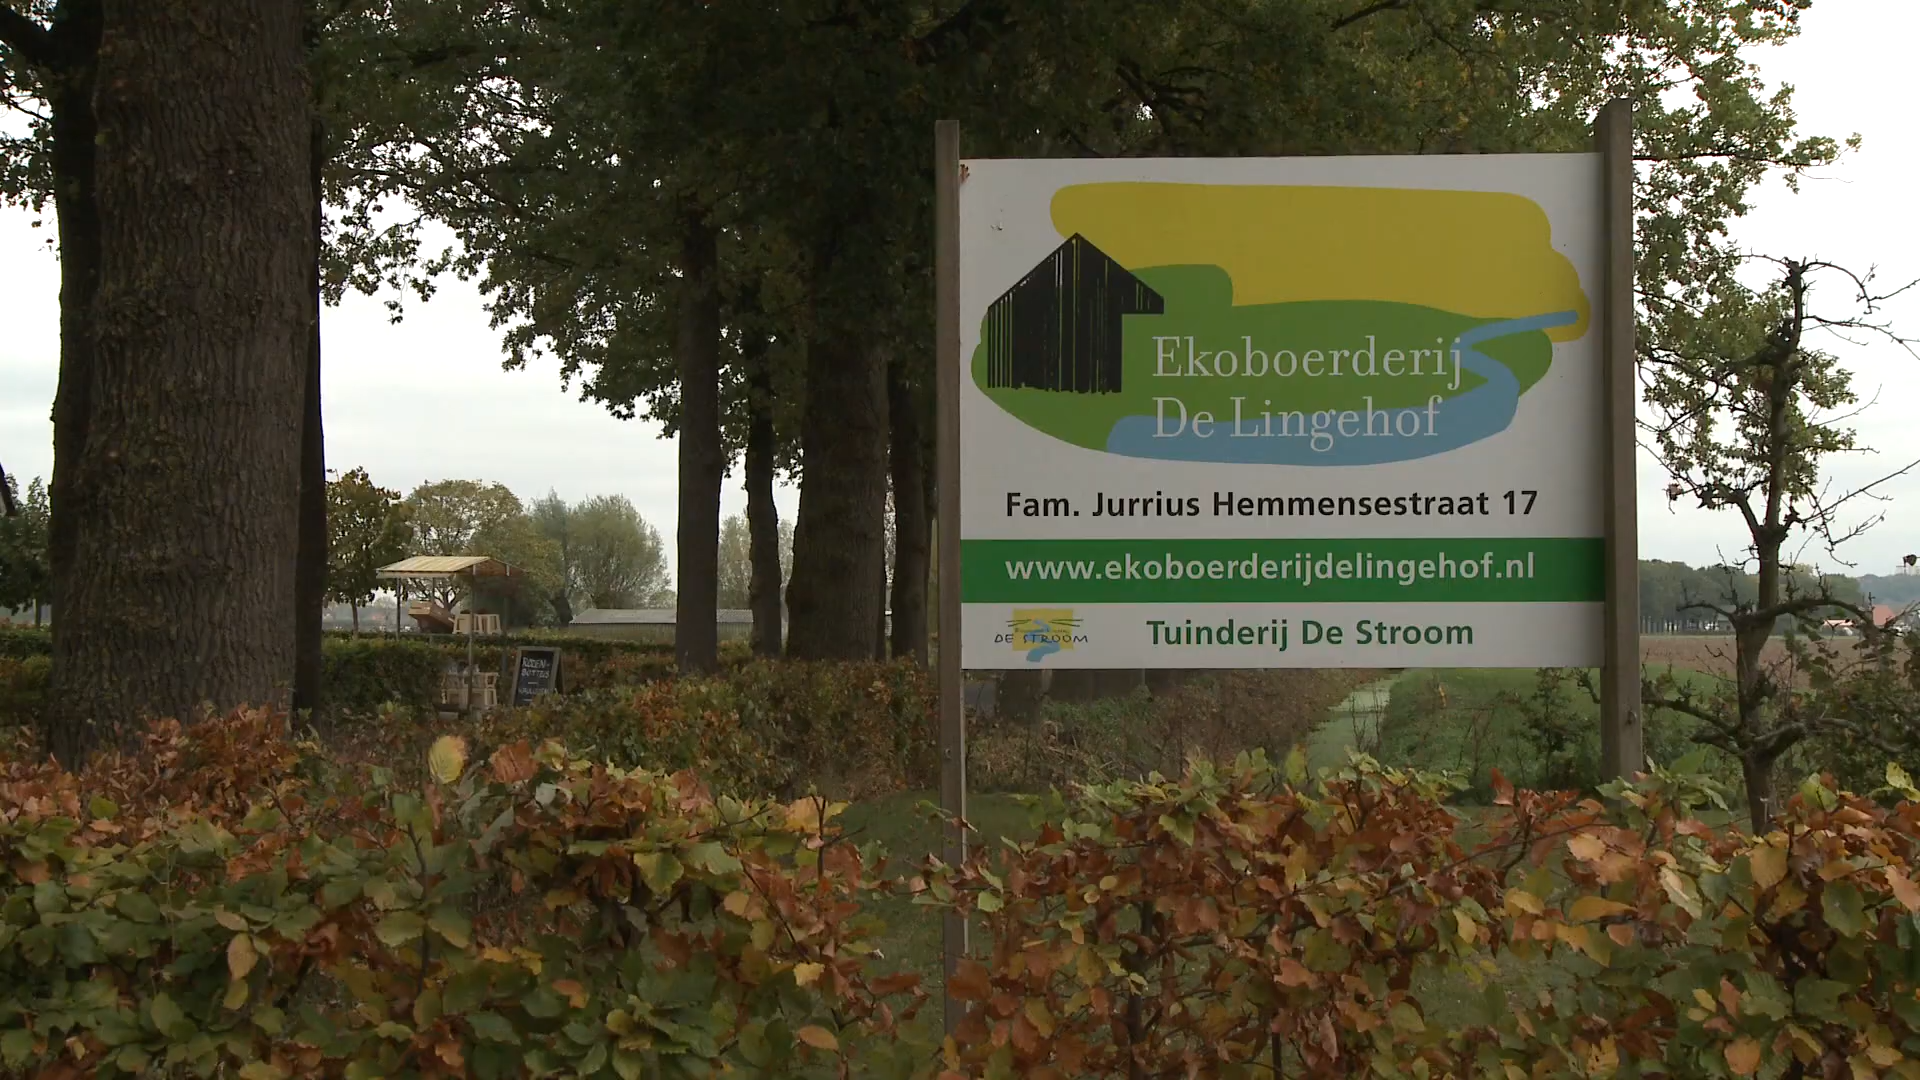 Ekoboerderij
De Lingehof
Fam. Jurrius Hemmensestraat 17
www.ekoboerderijdelingehof.nl
DE STROOM
Tuinderij De Stroom